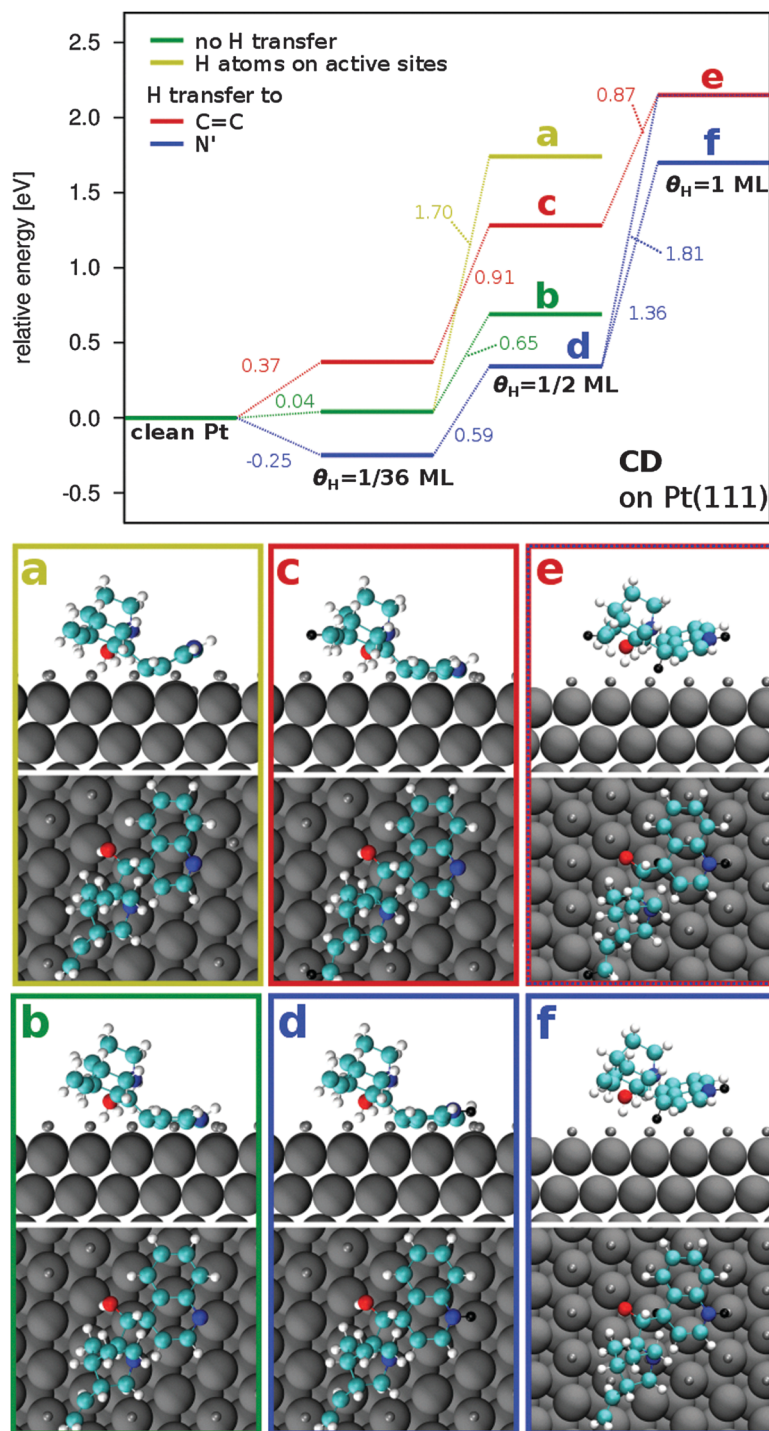 2.5
2.0
1.5
1.0
0.5
0.0
-0.5
relative energy [eV]
no H transfer
H atoms on active sites
H transfer to
C=C
N'
0.87
e
a
f
θH=1 ML
1.70
c
0.91
1.81
b
1.36
0.37
0.65
d
0.04
θH=1/2 ML
clean Pt
0.59
-0.25
θH=1/36 ML
CD
on Pt(111)
a
c
e
b
d
f